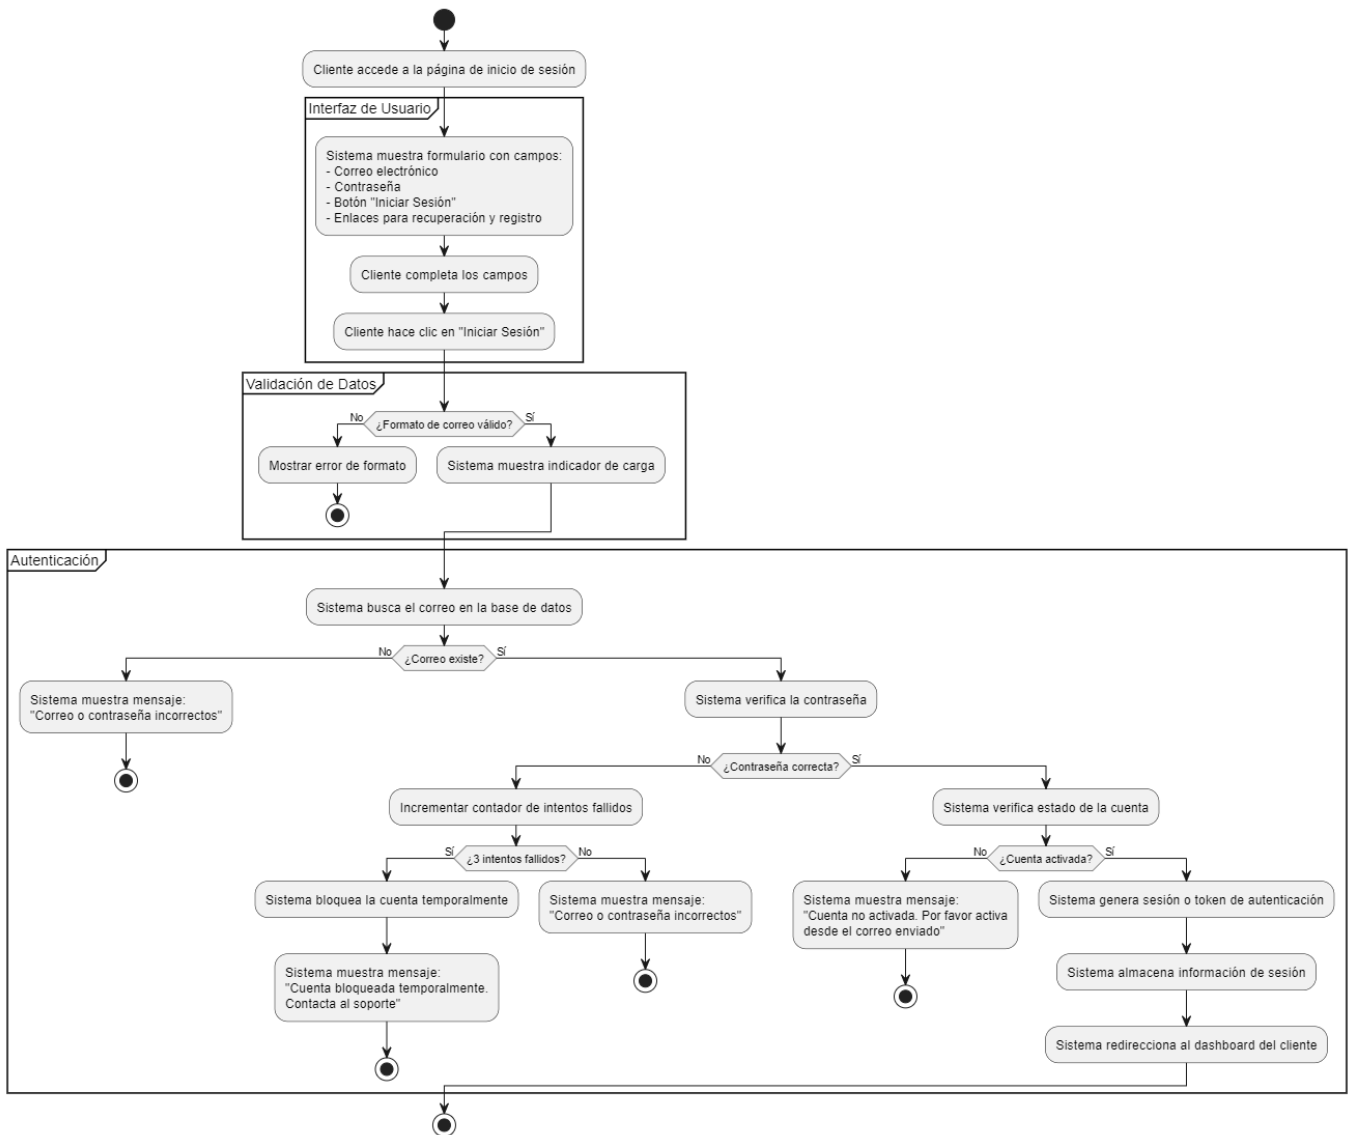 Cliente accede a la página de inicio de sesión
Interfaz de Usuario
Sistema muestra formulario con campos:
- Correo electrónico
- Contraseña
- Botón "Iniciar Sesión"
- Enlaces para recuperación y registro
Cliente completa los campos
Cliente hace clic en "Iniciar Sesión"
Validación de Datos
No
¿Formato de correo válido?
Sí
Mostrar error de formato
Sistema muestra indicador de carga
Autenticación
Sistema busca el correo en la base de datos
No
¿Correo existe?
Sí
Sistema muestra mensaje:
"Correo o contraseña incorrectos"
Sistema verifica la contraseña
No
¿Contraseña correcta?
Sí
Incrementar contador de intentos fallidos
Sistema verifica estado de la cuenta
Sí
¿3 intentos fallidos?
No
No
¿Cuenta activada?
Sí
Sistema bloquea la cuenta temporalmente
Sistema muestra mensaje:
"Correo o contraseña incorrectos"
Sistema muestra mensaje:
"Cuenta no activada. Por favor activa
desde el correo enviado"
Sistema genera sesión o token de autenticación
Sistema muestra mensaje:
"Cuenta bloqueada temporalmente.
Contacta al soporte"
Sistema almacena información de sesión
Sistema redirecciona al dashboard del cliente